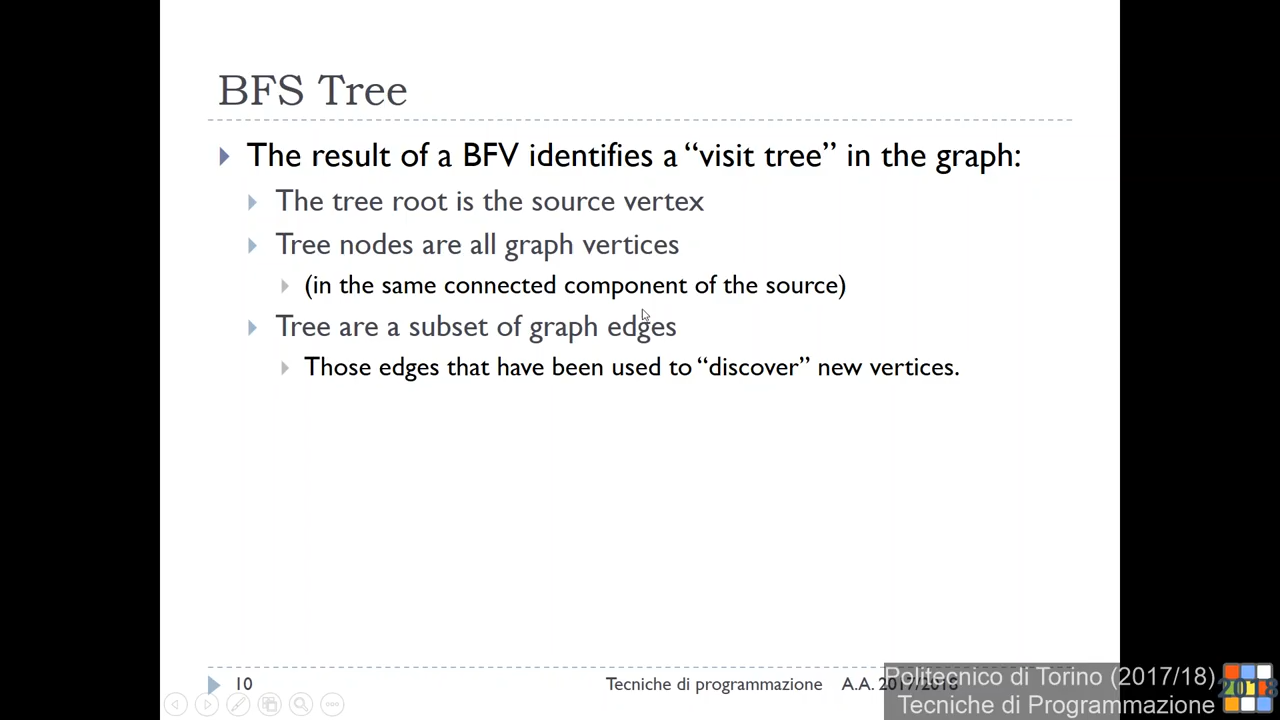 BFS Tree
The result of a BFV identifies a “visit tree” in the graph:
The tree root is the source vertex
Tree nodes are all graph vertices
(in the same connected component of the source)
Tree are a subset of graph edges
Those edges that have been used to “discover” new vertices.
10
Tecniche di programmazione A.A. 2017/2018
Politecnico di Torino (2017/18)
Tecniche di Programmazione
2018